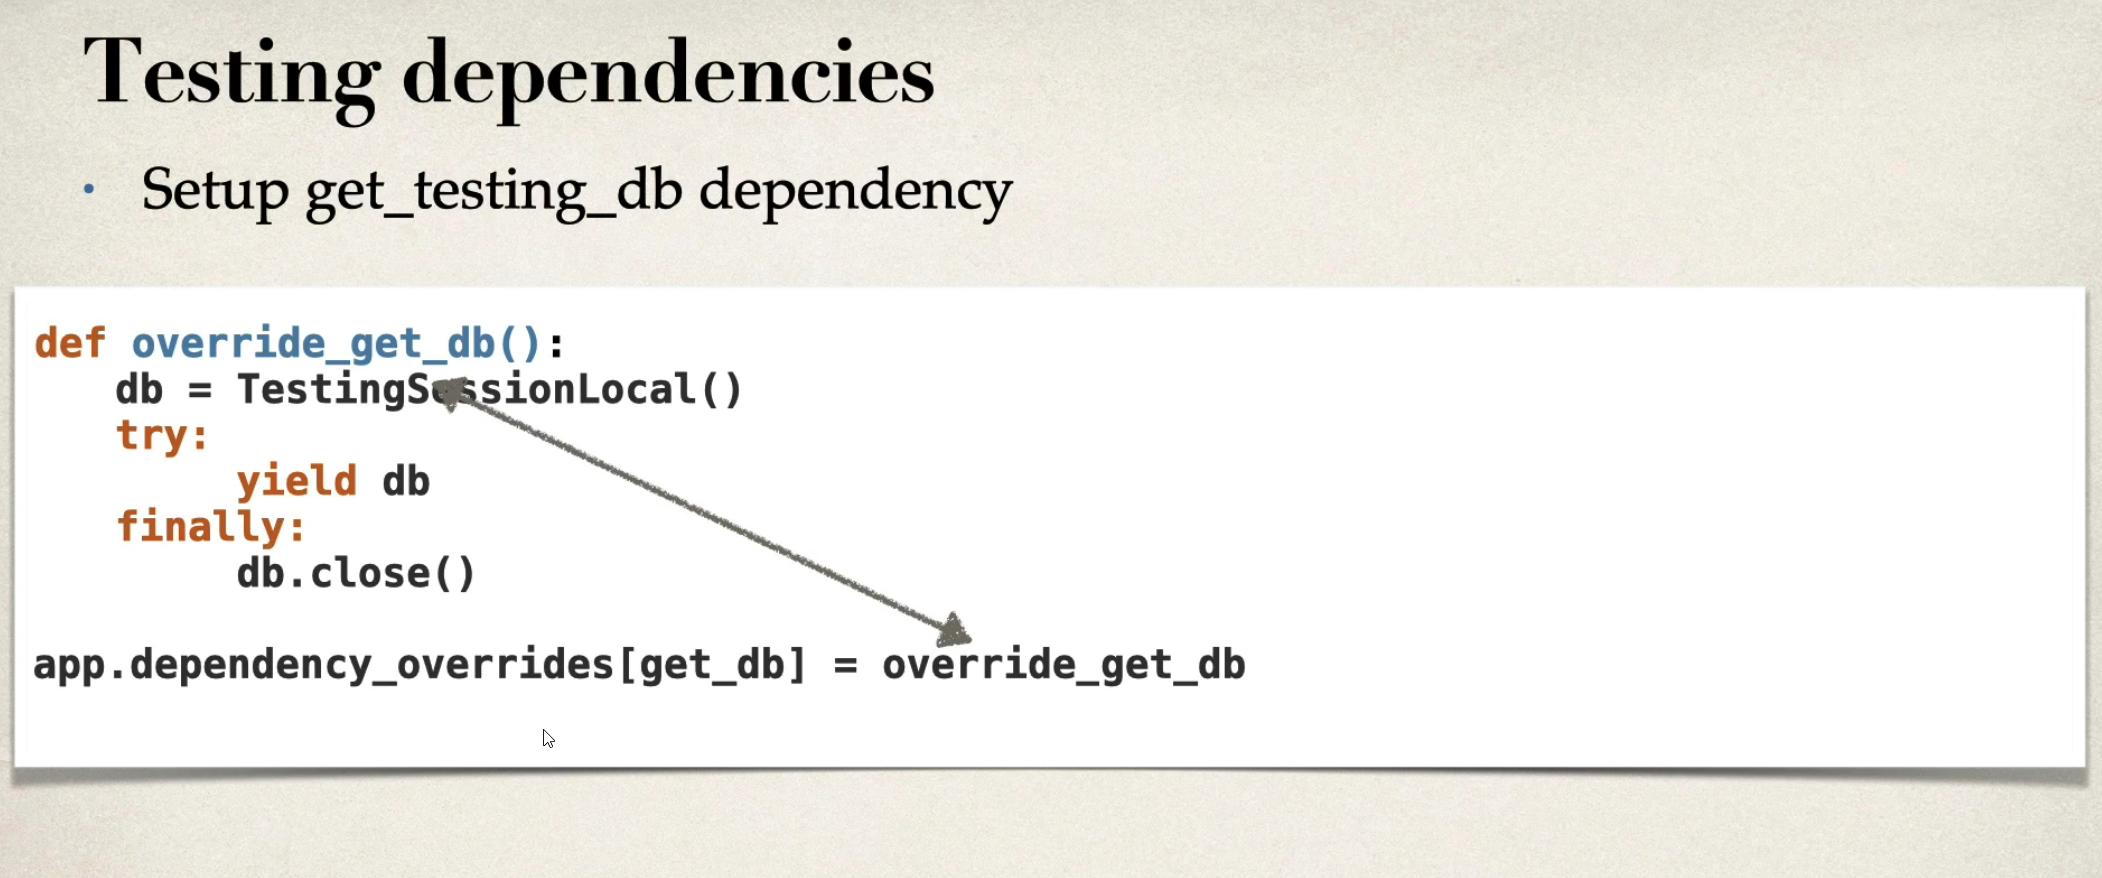 Testing dependencies
• Setup get_testing_db dependency
def override_get_db():
    db = TestingSessionLocal()
    try:
        yield db
    finally:
        db.close()
app.dependency_overrides[get_db] = override_get_db